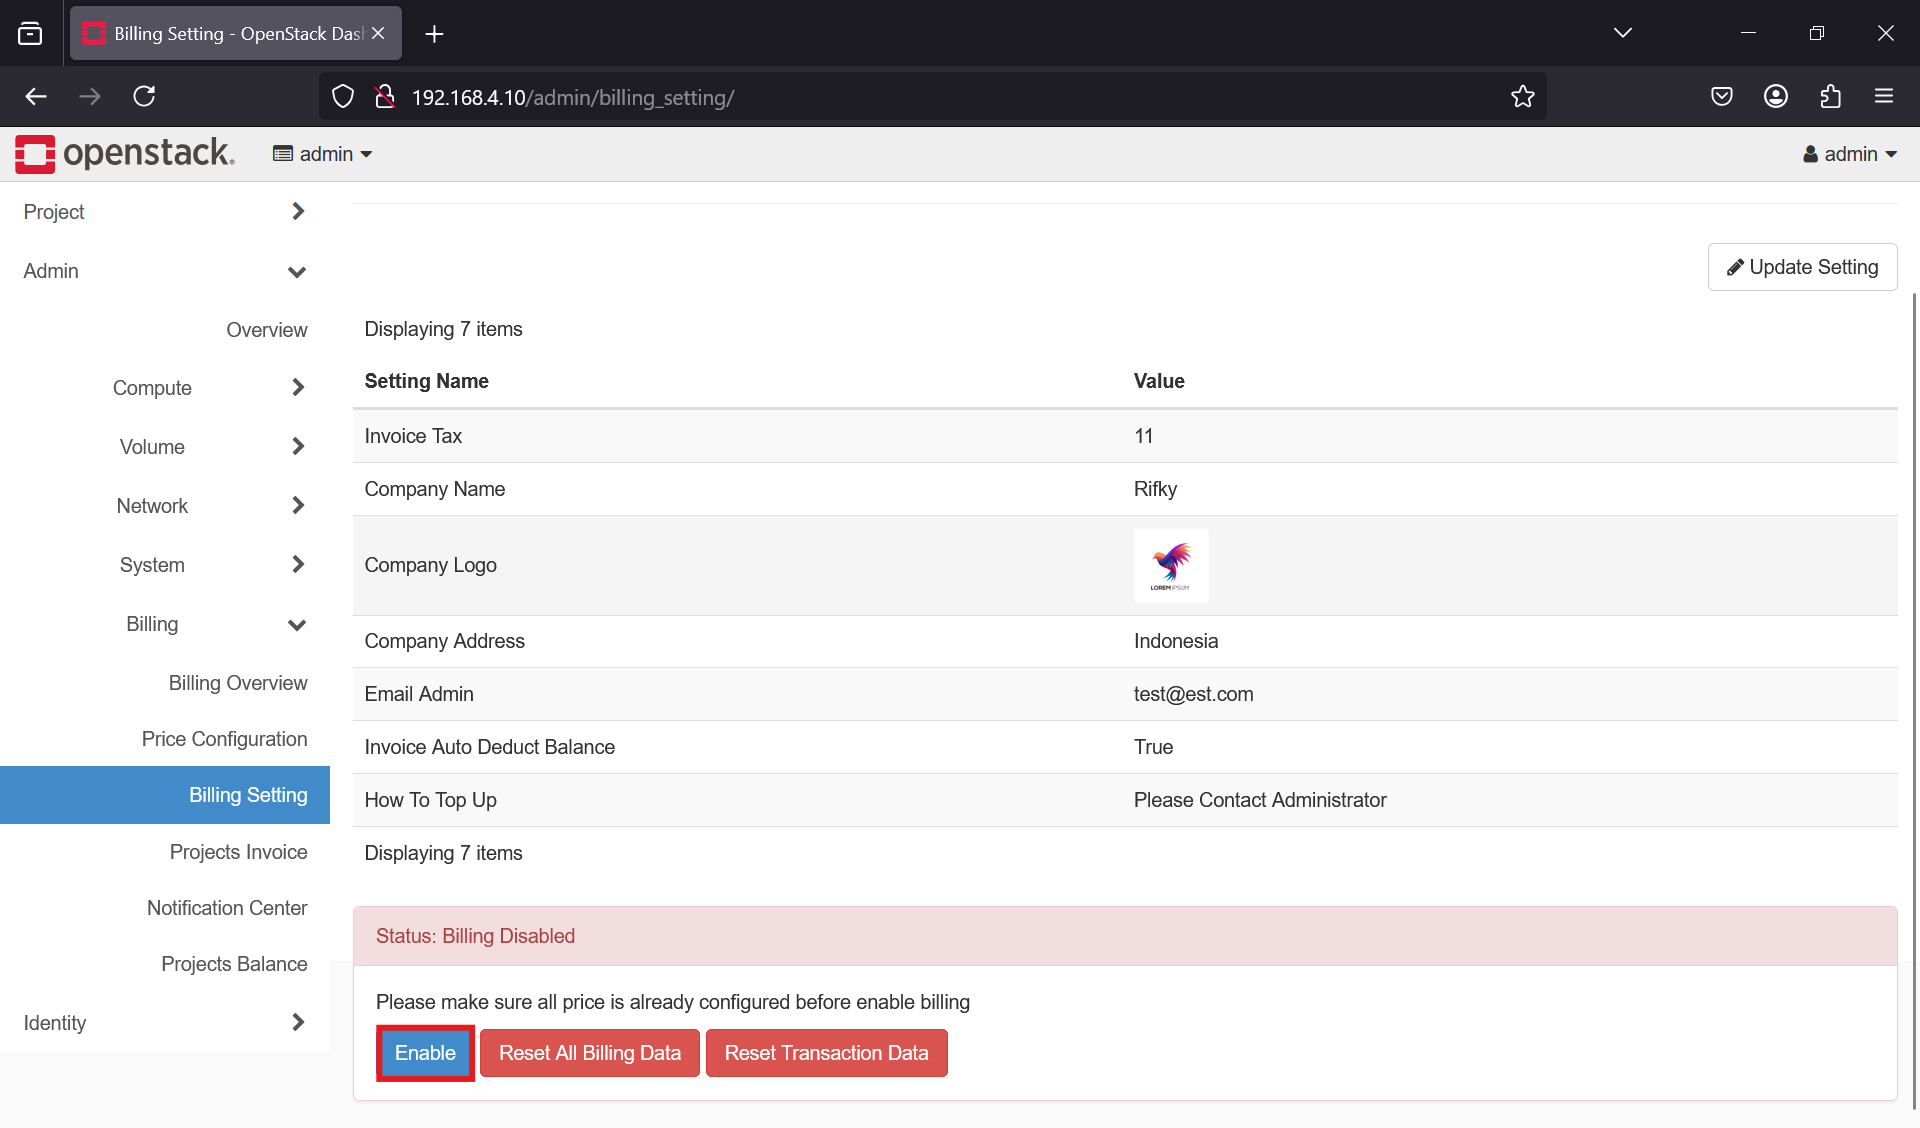 Billing Setting - OpenStack Das
192.168.4.10/admin/billing_setting/
openstack.
admin
admin
Project
Admin
Overview
Compute
Volume
Network
System
Billing
Billing Overview
Price Configuration
Billing Setting
Projects Invoice
Notification Center
Projects Balance
Identity
Update Setting
Displaying 7 items
Setting Name Value
Invoice Tax 11
Company Name Rifky
Company Logo
LOREM IPSUM
Company Address Indonesia
Email Admin test@est.com
Invoice Auto Deduct Balance True
How To Top Up Please Contact Administrator
Displaying 7 items
Status: Billing Disabled
Please make sure all price is already configured before enable billing
Enable Reset All Billing Data Reset Transaction Data